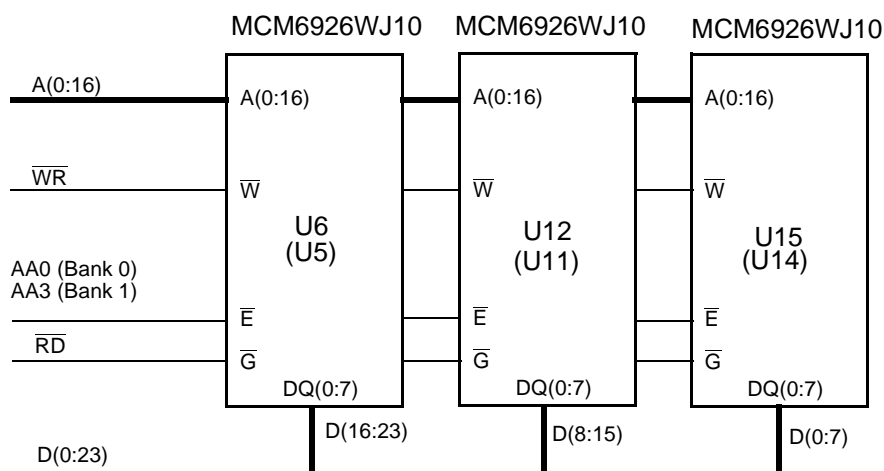 MCM6926WJ10 MCM6926WJ10 MCM6926WJ10
A(0:16) A(0:16) A(0:16) A(0:16)
W̅R̅ W̅ W̅ W̅
U6 U12 U15
(U5) (U11) (U14)
AA0 (Bank 0)
AA3 (Bank 1)
E̅ E̅ E̅
R̅D̅ G̅ G̅ G̅
DQ(0:7) DQ(0:7) DQ(0:7)
D(16:23) D(8:15) D(0:7)
D(0:23)